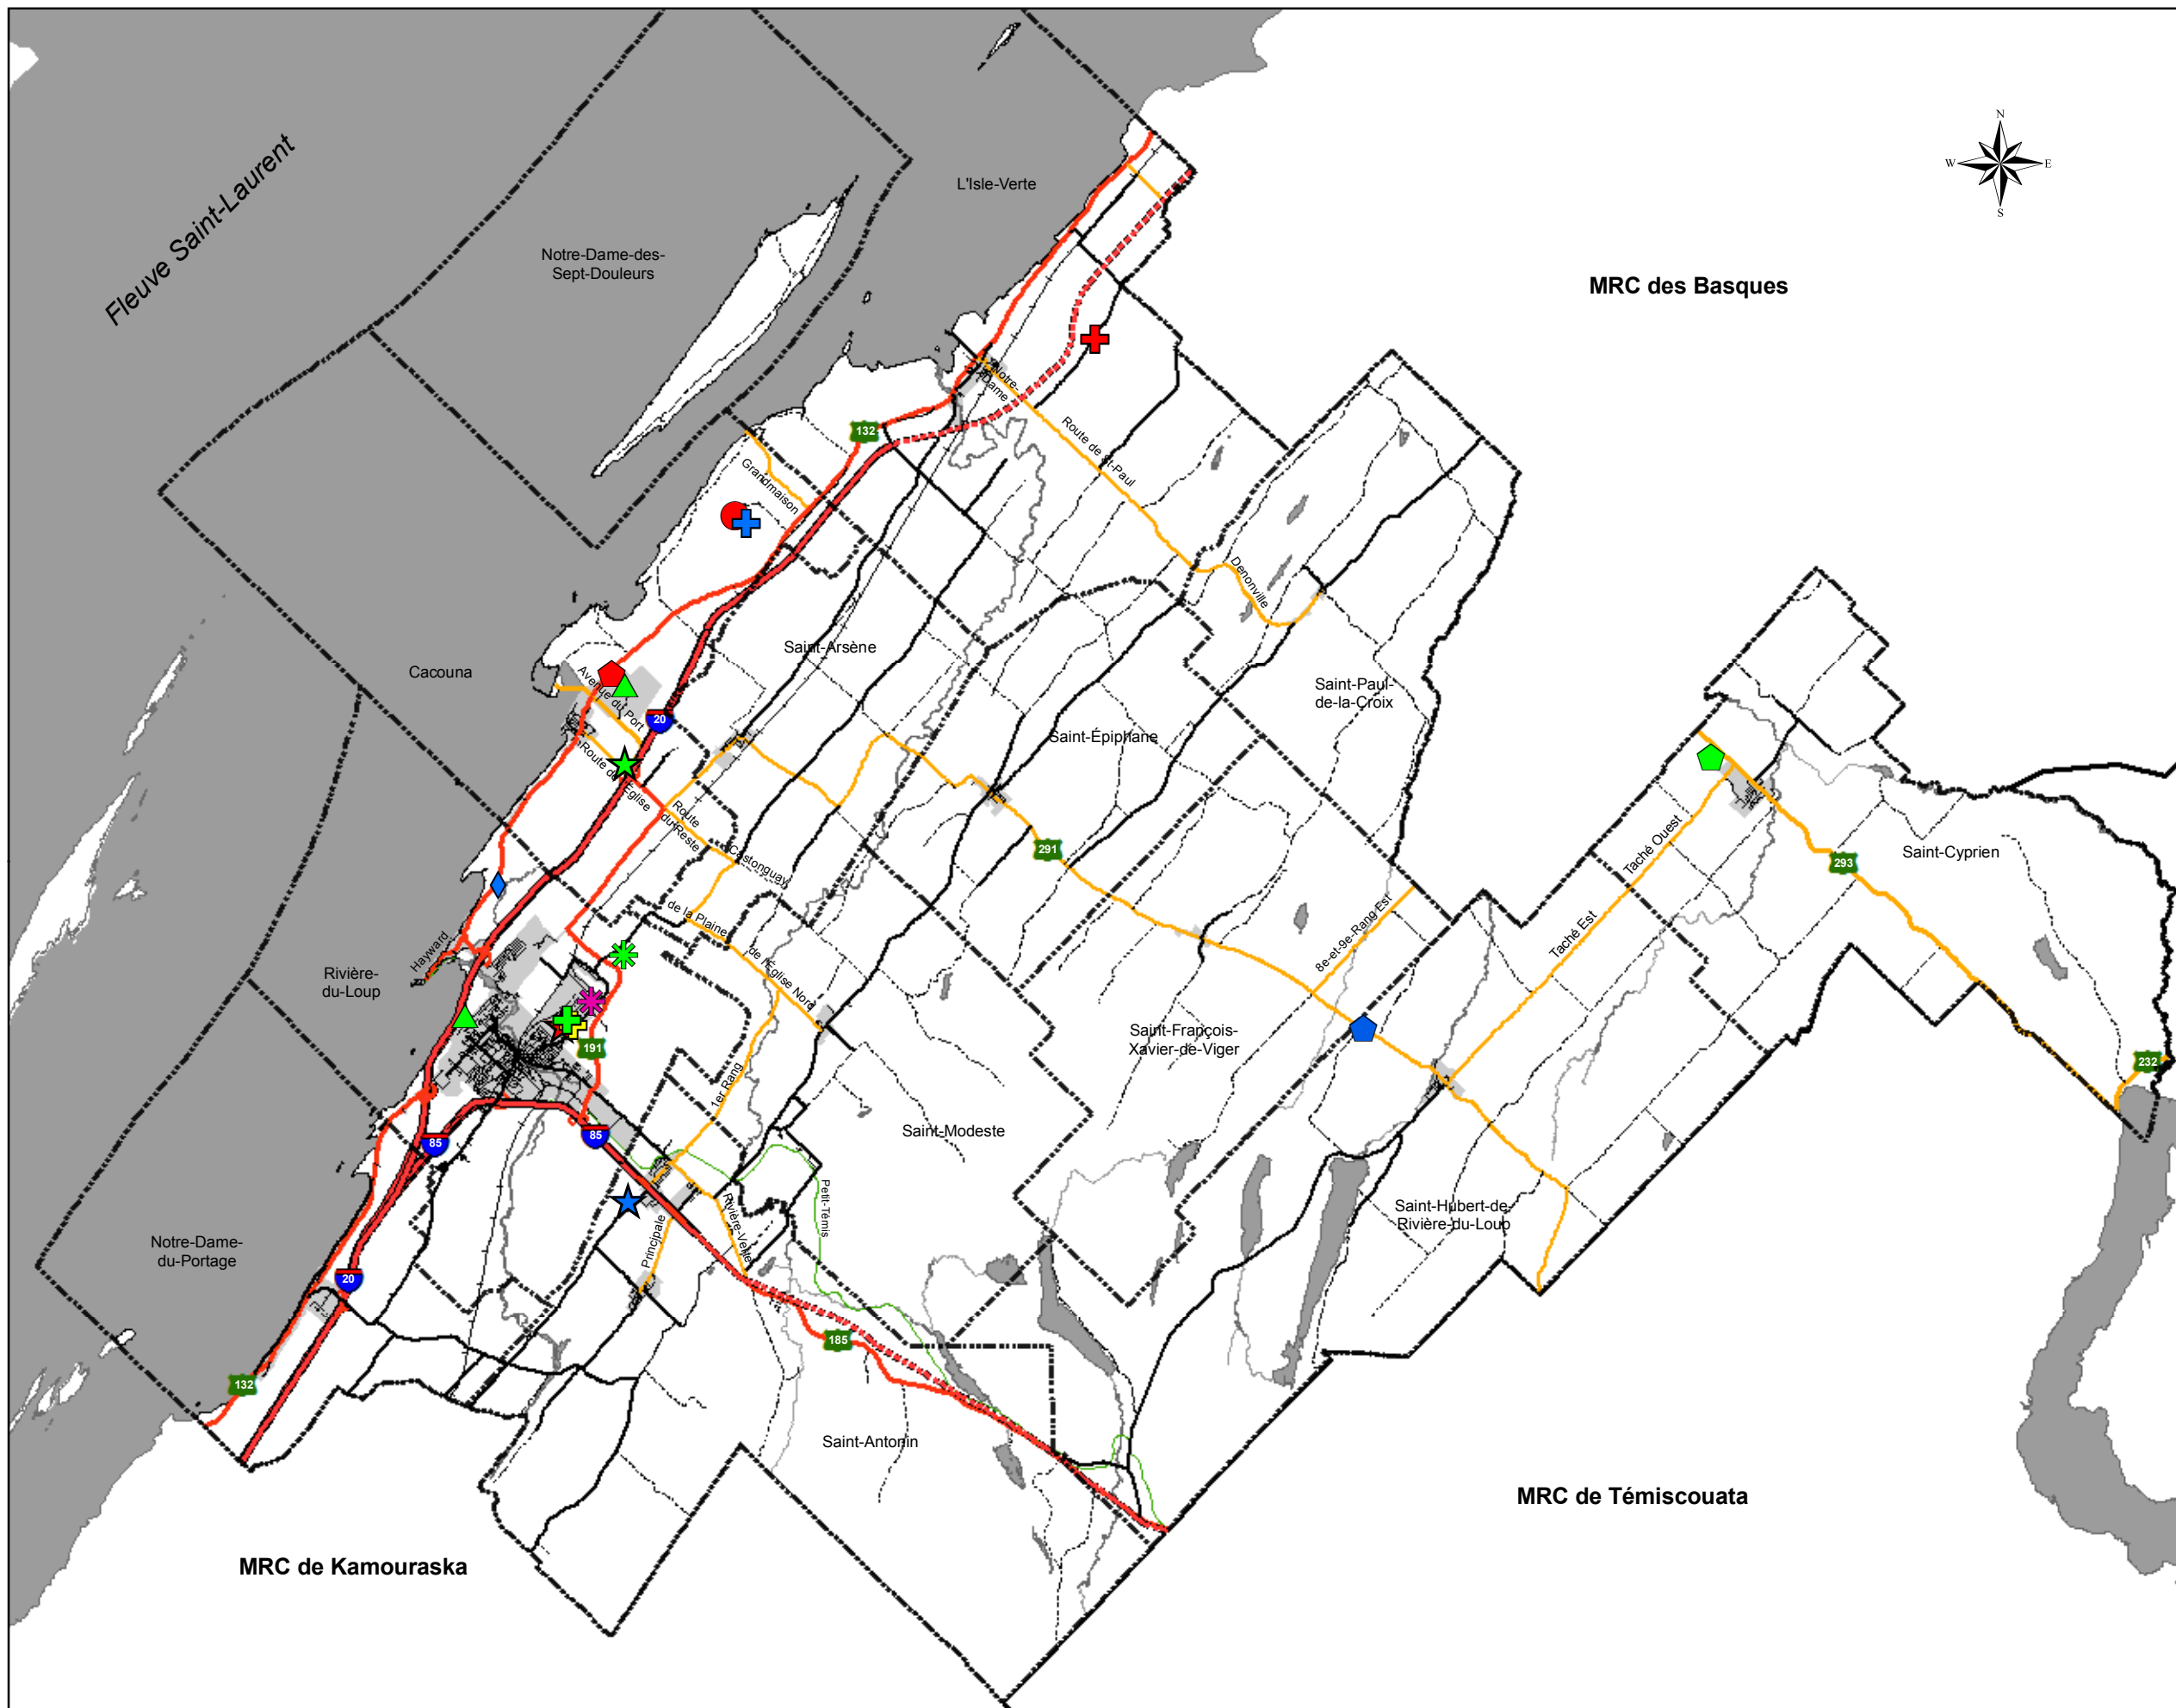 N
W
E
S
L'Isle-Verte
Fleuve Saint-Laurent
Notre-Dame-des-
Sept-Douleurs
MRC des Basques
Notre-
Dame
132
Route de St-Paul
Grandmaison
Denonville
Saint-Arsène
Cacouna
Avenue du Port
Saint-Paul-
de-la-Croix
20
Saint-Épiphane
Route de
l'Église
Route
du Reste
Castonguay
291
Taché Ouest
293
Saint-Cyprien
de la Plaine
8e-et-9e-Rang Est
Taché Est
Hayward
de l'Église Nord
Rivière-
du-Loup
Saint-François-
Xavier-de-Viger
191
232
1er Rang
85
85
Saint-Modeste
Petit-Témis
Rivière-Verte
Principale
Saint-Hubert-de-
Rivière-du-Loup
Notre-Dame-
du-Portage
20
185
132
Saint-Antonin
MRC de Témiscouata
MRC de Kamouraska